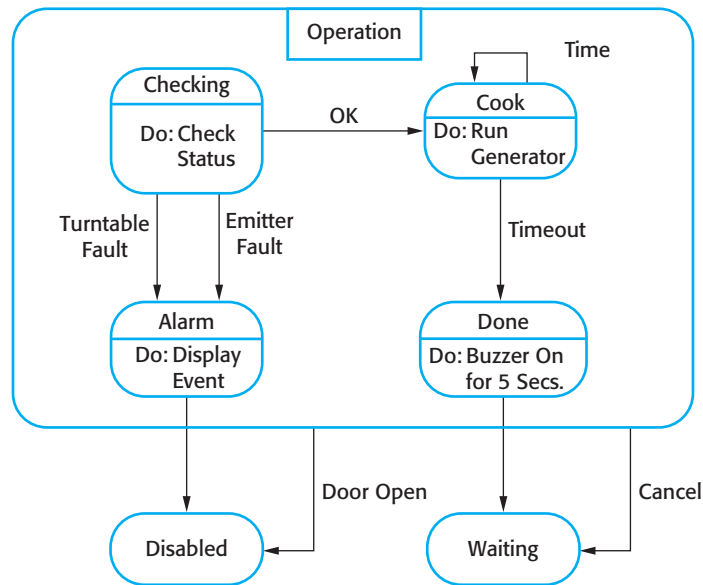 Operation
Time
Checking
Cook
OK
Do: Check
Status
Do: Run
Generator
Turntable
Fault
Emitter
Fault
Timeout
Alarm
Done
Do: Display
Event
Do: Buzzer On
for 5 Secs.
Door Open
Cancel
Disabled
Waiting